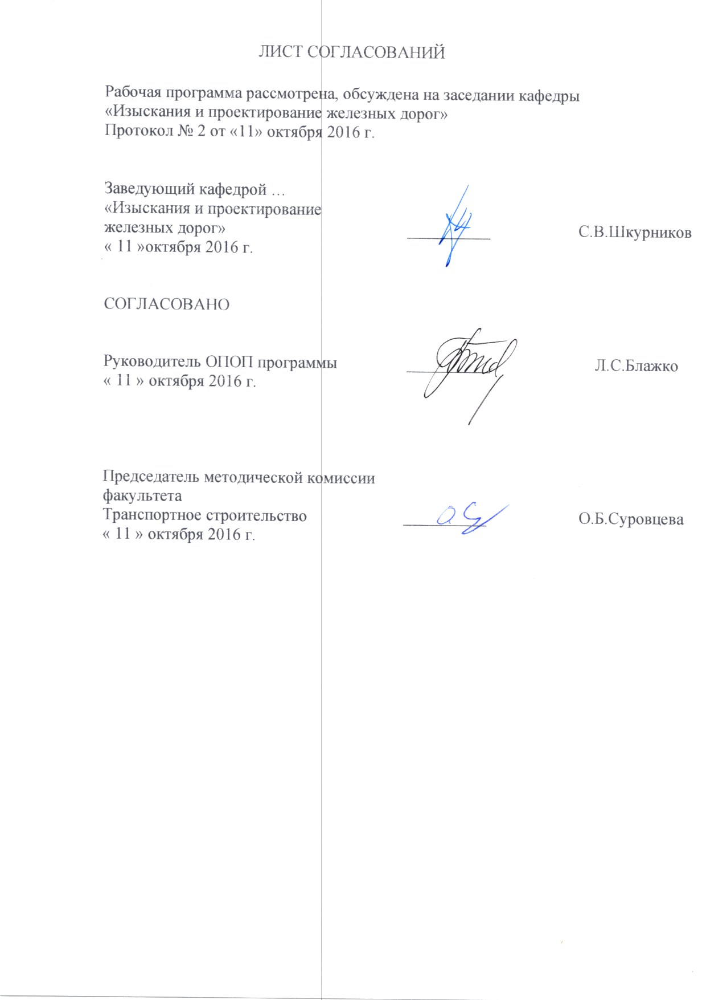 ЛИСТ СОГЛАСОВАНИЙ
Рабочая программа рассмотрена, обсуждена на заседании кафедры
«Изыскания и проектирование железных дорог»
Протокол № 2 от «11» октября 2016 г.
Заведующий кафедрой …
«Изыскания и проектирование
железных дорог» С.В.Шкурников
« 11 »октября 2016 г.
СОГЛАСОВАНО
Руководитель ОПОП программы Л.С.Блажко
« 11 » октября 2016 г.
Председатель методической комиссии
факультета
Транспортное строительство О.Б.Суровцева
« 11 » октября 2016 г.